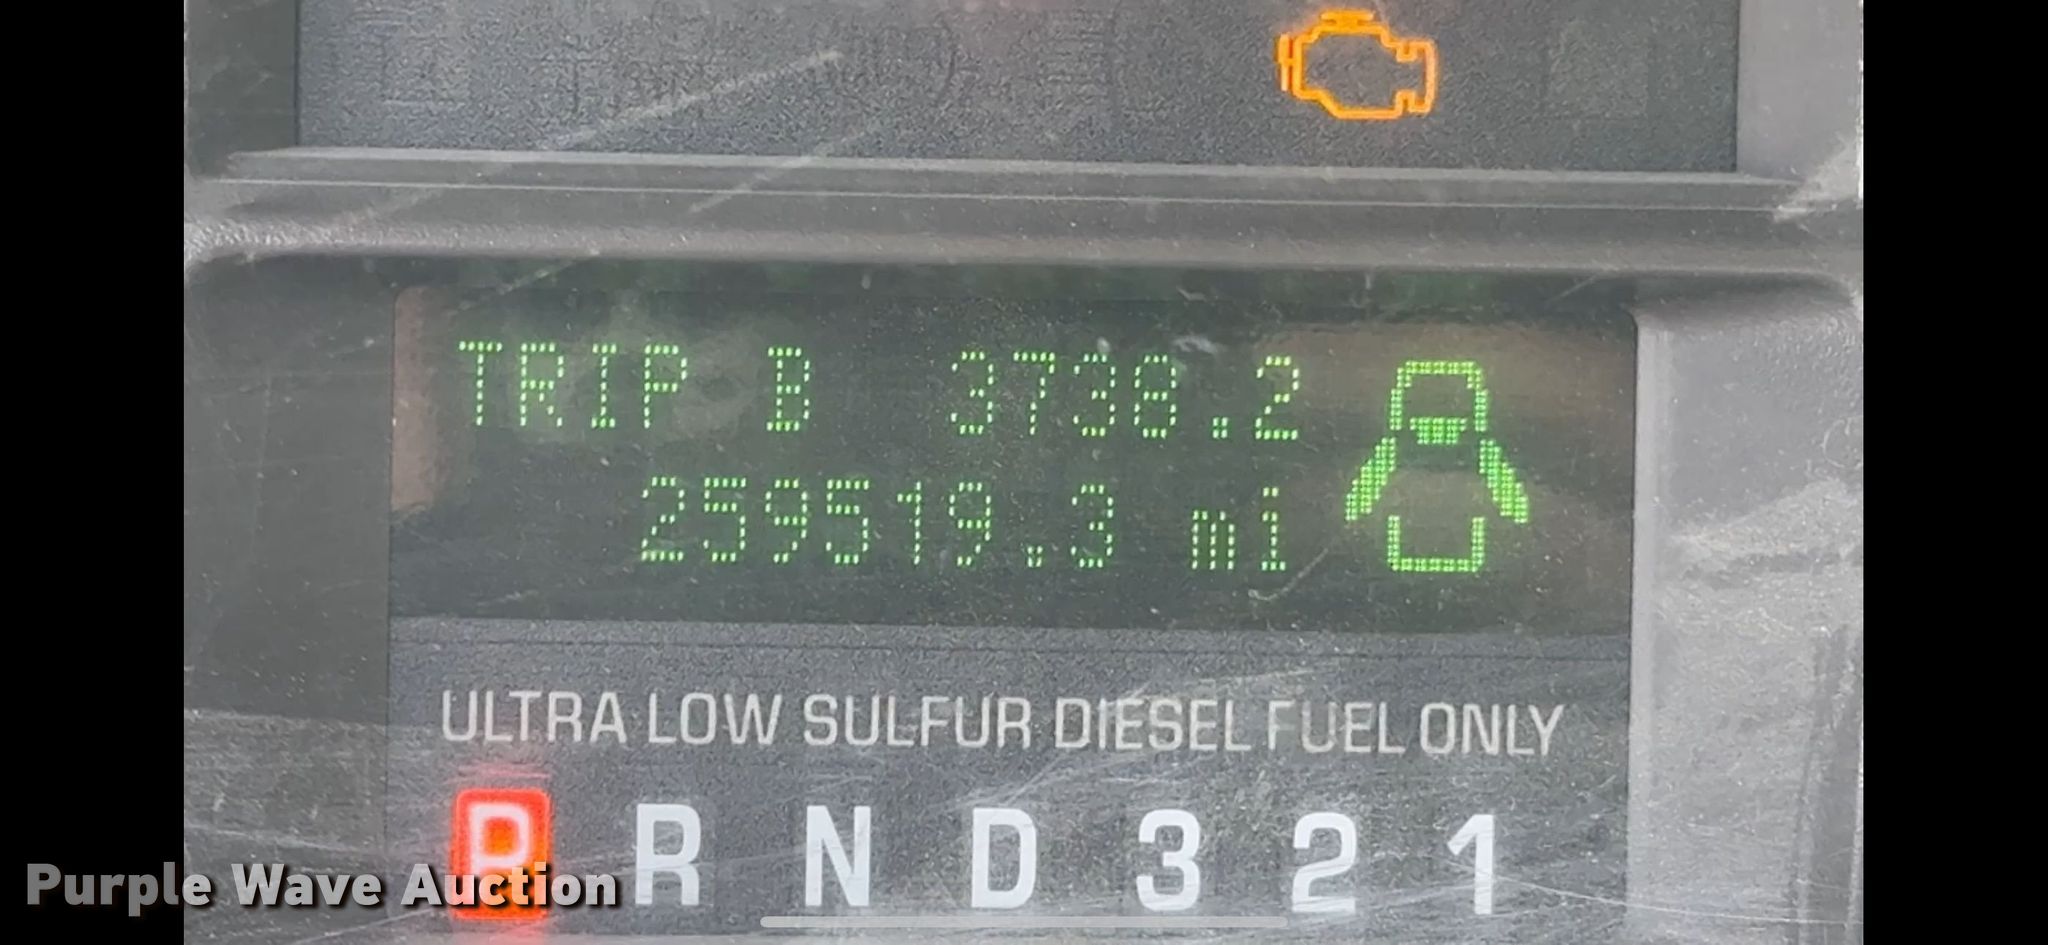 TRIP B 3738.2
259519.3 mi
ULTRA LOW SULFUR DIESEL FUEL ONLY
P R N D 3 2 1
Purple Wave Auction